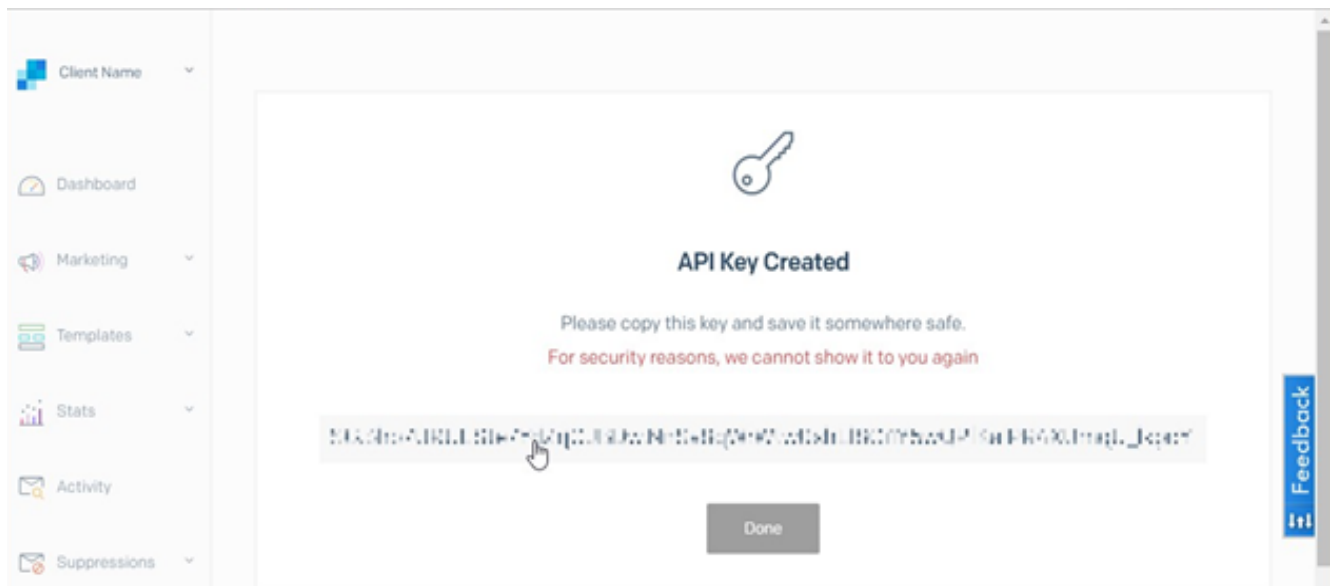 Client Name
Dashboard
Marketing
Templates
Stats
Activity
Suppressions
API Key Created
Please copy this key and save it somewhere safe.
For security reasons, we cannot show it to you again
Done
Feedback